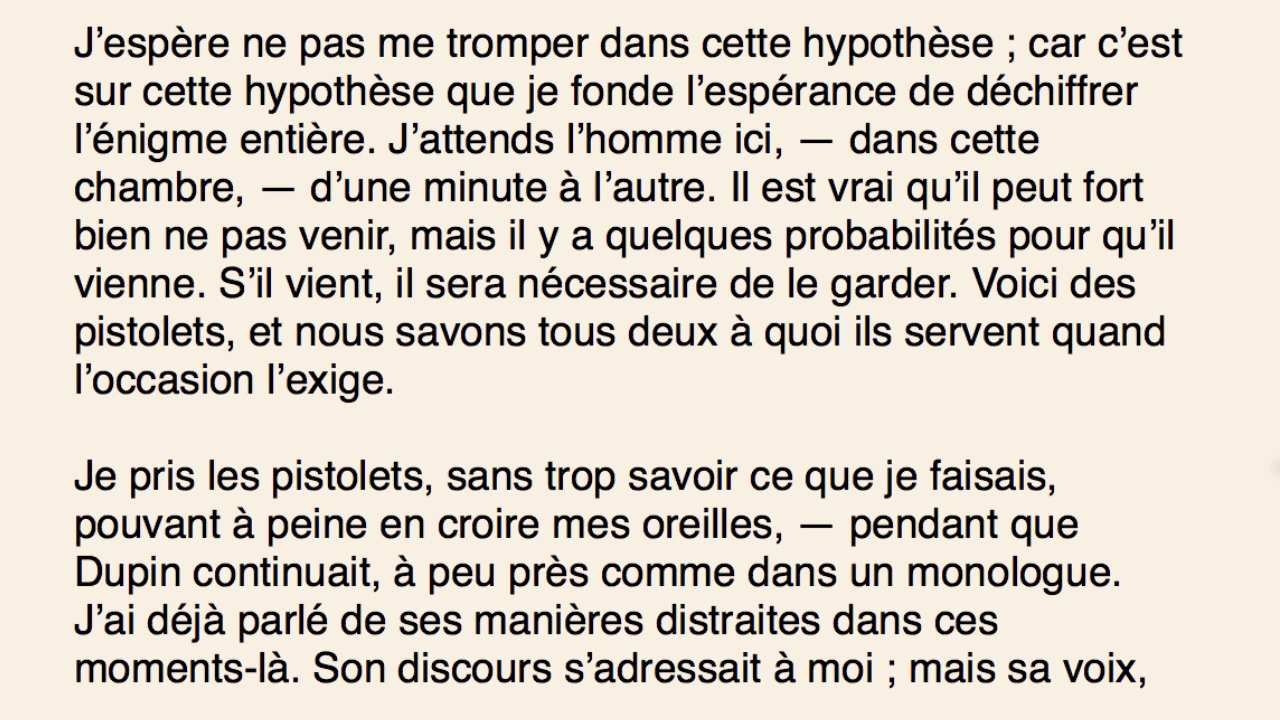 J’espère ne pas me tromper dans cette hypothèse ; car c’est
sur cette hypothèse que je fonde l’espérance de déchiffrer
l’énigme entière. J’attends l’homme ici, — dans cette
chambre, — d’une minute à l’autre. Il est vrai qu’il peut fort
bien ne pas venir, mais il y a quelques probabilités pour qu’il
vienne. S’il vient, il sera nécessaire de le garder. Voici des
pistolets, et nous savons tous deux à quoi ils servent quand
l’occasion l’exige.

Je pris les pistolets, sans trop savoir ce que je faisais,
pouvant à peine en croire mes oreilles, — pendant que
Dupin continuait, à peu près comme dans un monologue.
J’ai déjà parlé de ses manières distraites dans ces
moments-là. Son discours s’adressait à moi ; mais sa voix,